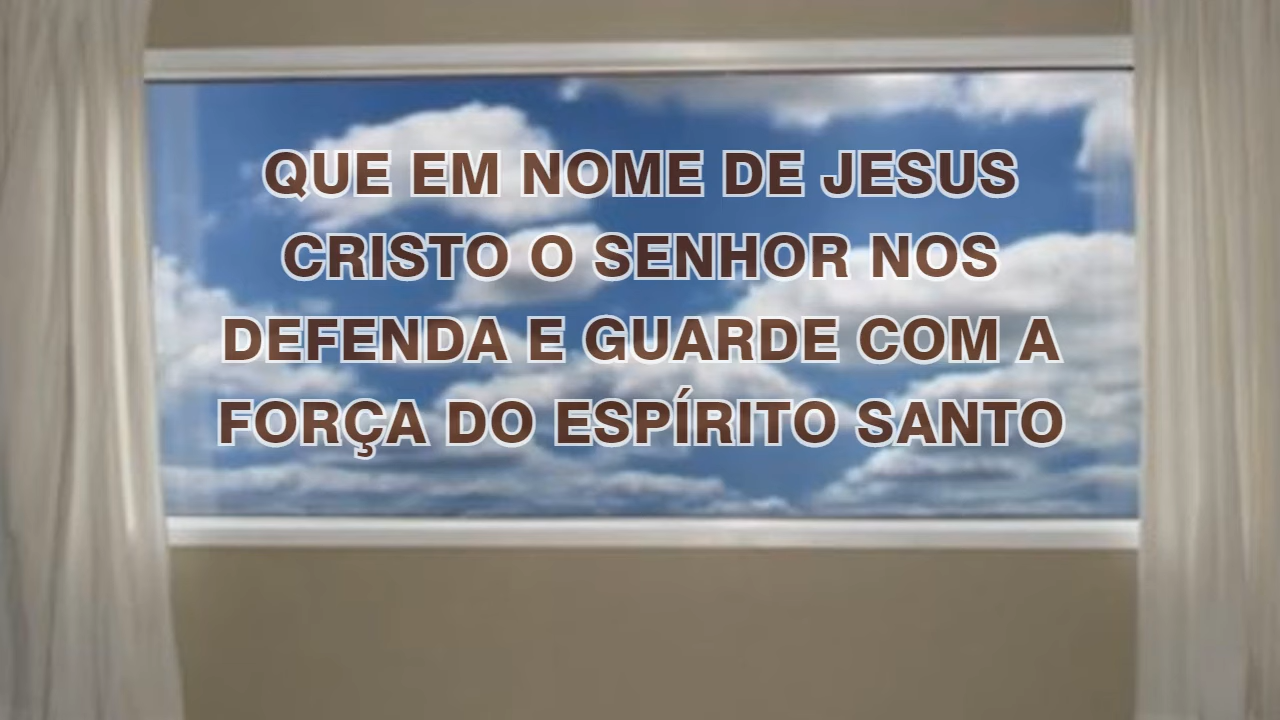 QUE EM NOME DE JESUS
CRISTO O SENHOR NOS
DEFENDA E GUARDE COM A
FORÇA DO ESPÍRITO SANTO